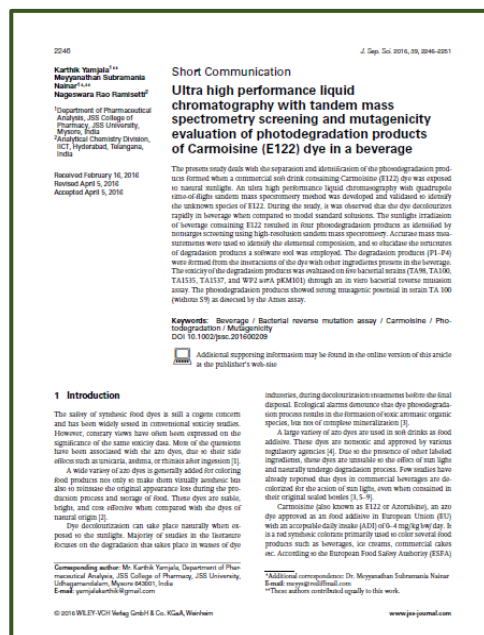 2246
J. Sep. Sci. 2016, 39, 2246–2251
Karthik Yamjala¹**
Meyyanathan Subramania
Nainar¹*,**
Nageswara Rao Ramisetti²
¹Department of Pharmaceutical
Analysis, JSS College of
Pharmacy, JSS University,
Mysore, India
²Analytical Chemistry Division,
IICT, Hyderabad, Telangana,
India
Received February 16, 2016
Revised April 5, 2016
Accepted April 5, 2016
Short Communication
Ultra high performance liquid
chromatography with tandem mass
spectrometry screening and mutagenicity
evaluation of photodegradation products
of Carmoisine (E122) dye in a beverage
The present study deals with the separation and identification of the photodegradation prod-
ucts formed when a commercial soft drink containing Carmoisine (E122) dye was exposed
to natural sunlight. An ultra high performance liquid chromatography with quadrupole
time-of-flight tandem mass spectrometry method was developed and validated to identify
the unknown species of E122. During the study, it was observed that the dye decolourizes
rapidly in beverage when compared to model standard solutions. The sunlight irradiation
of beverage containing E122 resulted in four photodegradation products as identified by
nontarget screening using high-resolution tandem mass spectrometry. Accurate mass mea-
surements were used to identify the elemental composition, and to elucidate the structures
of degradation products a software tool was employed. The degradation products (P1–P4)
were formed from the interactions of the dye with other ingredients present in the beverage.
The toxicity of the degradation products was evaluated on five bacterial strains (TA98, TA100,
TA1535, TA1537, and WP2 uvrA pKM101) through an in vitro bacterial reverse mutation
assay. The photodegradation products showed strong mutagenic potential in strain TA 100
(without S9) as detected by the Ames assay.
Keywords: Beverage / Bacterial reverse mutation assay / Carmoisine / Pho-
todegradation / Mutagenicity
DOI 10.1002/jssc.201600209
Additional supporting information may be found in the online version of this article
at the publisher's web-site
1 Introduction
The safety of synthetic food dyes is still a cogent concern
and has been widely tested in conventional toxicity studies.
However, contrary views have often been expressed on the
significance of the same toxicity data. Most of the questions
have been associated with the azo dyes, due to their side
effects such as urticaria, asthma, or rhinitis after ingestion [1].
A wide variety of azo dyes is generally added for coloring
food products not only to make them visually aesthetic but
also to reinstate the original appearance loss during the pro-
duction process and storage of food. These dyes are stable,
bright, and cost effective when compared with the dyes of
natural origin [2].
Dye decolourization can take place naturally when ex-
posed to the sunlight. Majority of studies in the literature
focuses on the degradation that takes place in wastes of dye
Corresponding author: Mr. Karthik Yamjala, Department of Phar-
maceutical Analysis, JSS College of Pharmacy, JSS University,
Udhagamandalam, Mysore 643001, India
E-mail: yamjalakarthik@gmail.com
industries, during decolourization treatments before the final
disposal. Ecological alarms denounce that dye photodegrada-
tion process results in the formation of toxic aromatic organic
species, but not of complete mineralization [3].
A large variety of azo dyes are used in soft drinks as food
additive. These dyes are nontoxic and approved by various
regulatory agencies [4]. Due to the presence of other labeled
ingredients, these dyes are unstable to the effect of sun light
and naturally undergo degradation process. Few studies have
already reported that dyes in commercial beverages are de-
colorized for the action of sun light, even when contained in
their original sealed bottles [3, 5–9].
Carmoisine (also known as E122 or Azorubine), an azo
dye approved as an food additive in European Union (EU)
with an acceptable daily intake (ADI) of 0–4 mg/kg bw/day. It
is a red synthetic colorant primarily used to color several food
products such as beverages, ice creams, commercial cakes
etc. According to the European Food Safety Authority (ESFA)
*Additional correspondence: Dr. Meyyanathan Subramania Nainar
E-mail: meyya@rediffmail.com
**These authors contributed equally to this work.
© 2016 WILEY-VCH Verlag GmbH & Co. KGaA, Weinheim
www.jss-journal.com